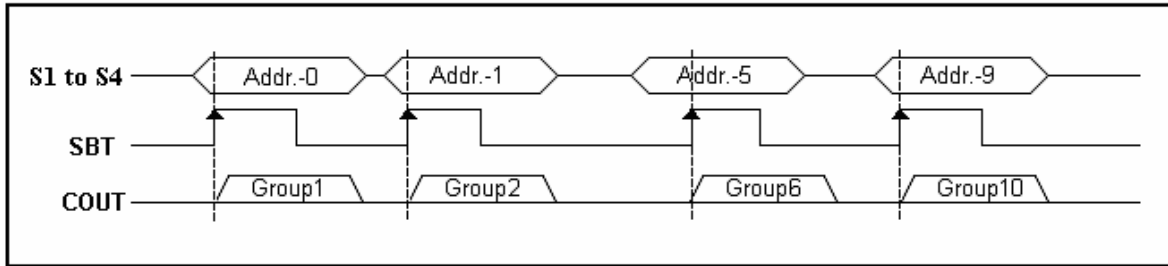 S1 to S4 Addr.-0 Addr.-1 Addr.-5 Addr.-9
SBT
COUT Group1 Group2 Group6 Group10